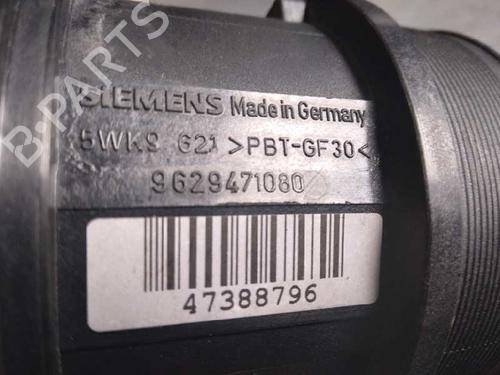 B-PARTS
SIEMENS Made in Germany
5WK9 621 >PBT-GF30<
9629471080
47388796